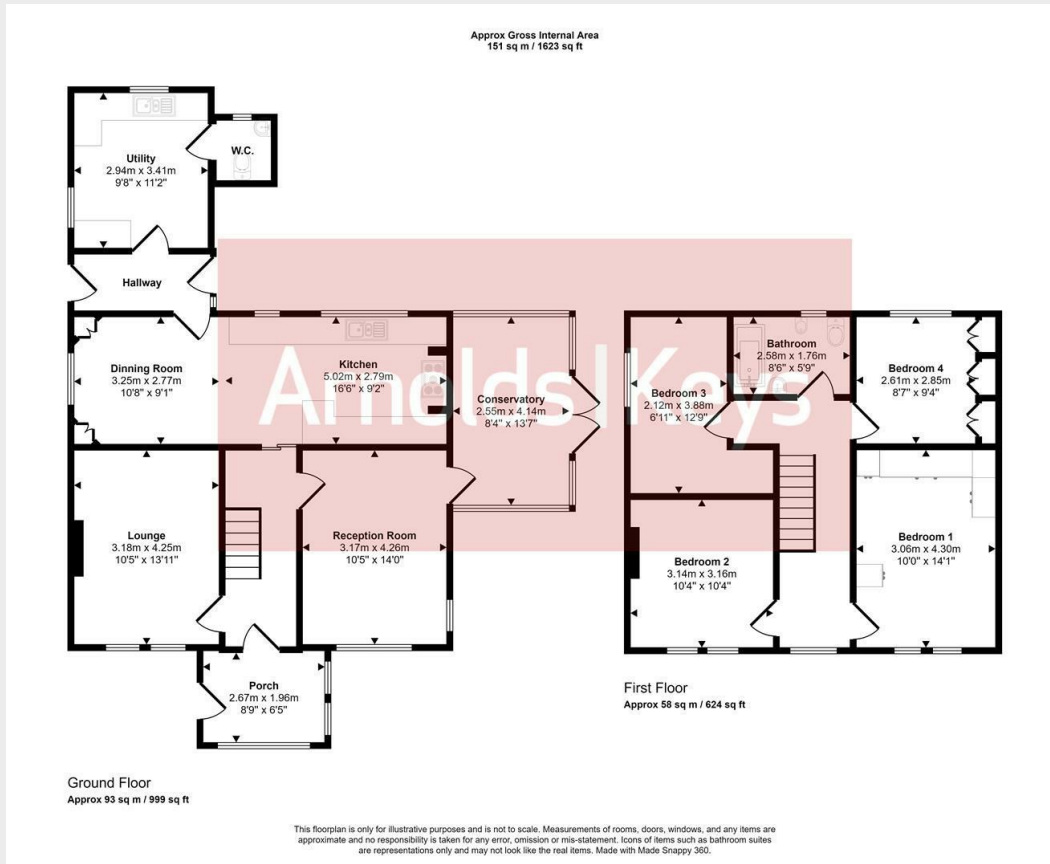 Approx Gross Internal Area
151 sq m / 1623 sq ft
Utility
2.94m x 3.41m
9'8" x 11'2"
W.C.
Hallway
Dinning Room
3.25m x 2.77m
10'8" x 9'1"
Kitchen
5.02m x 2.79m
16'6" x 9'2"
Conservatory
2.55m x 4.14m
8'4" x 13'7"
Lounge
3.18m x 4.25m
10'5" x 13'11"
Reception Room
3.17m x 4.26m
10'5" x 14'0"
Porch
2.67m x 1.96m
8'9" x 6'5"
Ground Floor
Approx 93 sq m / 999 sq ft
Bedroom 3
2.12m x 3.88m
6'11" x 12'9"
Bathroom
2.58m x 1.76m
8'6" x 5'9"
Bedroom 4
2.61m x 2.85m
8'7" x 9'4"
Bedroom 2
3.14m x 3.16m
10'4" x 10'4"
Bedroom 1
3.06m x 4.30m
10'0" x 14'1"
First Floor
Approx 58 sq m / 624 sq ft
Arnolds|Keys
This floorplan is only for illustrative purposes and is not to scale. Measurements of rooms, doors, windows, and any items are
approximate and no responsibility is taken for any error, omission or mis-statement. Icons of items such as bathroom suites
are representations only and may not look like the real items. Made with Made Snappy 360.